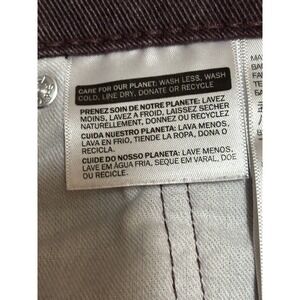 CARE FOR OUR PLANET: WASH LESS, WASH
COLD, LINE DRY, DONATE OR RECYCLE
PRENEZ SOIN DE NOTRE PLANETE: LAVEZ
MOINS, LAVEZ A FROID, LAISSEZ SECHER
NATURELLEMENT, DONNEZ OU RECYCLEZ
CUIDA NUESTRO PLANETA: LAVA MENOS,
LAVA EN FRIO, TIENDE LA ROPA, DONA O
RECICLA.
CUIDE DO NOSSO PLANETA: LAVE MENOS,
LAVE EM ÁGUA FRIA, SEQUE EM VARAL, DOE
OU RECICLE.